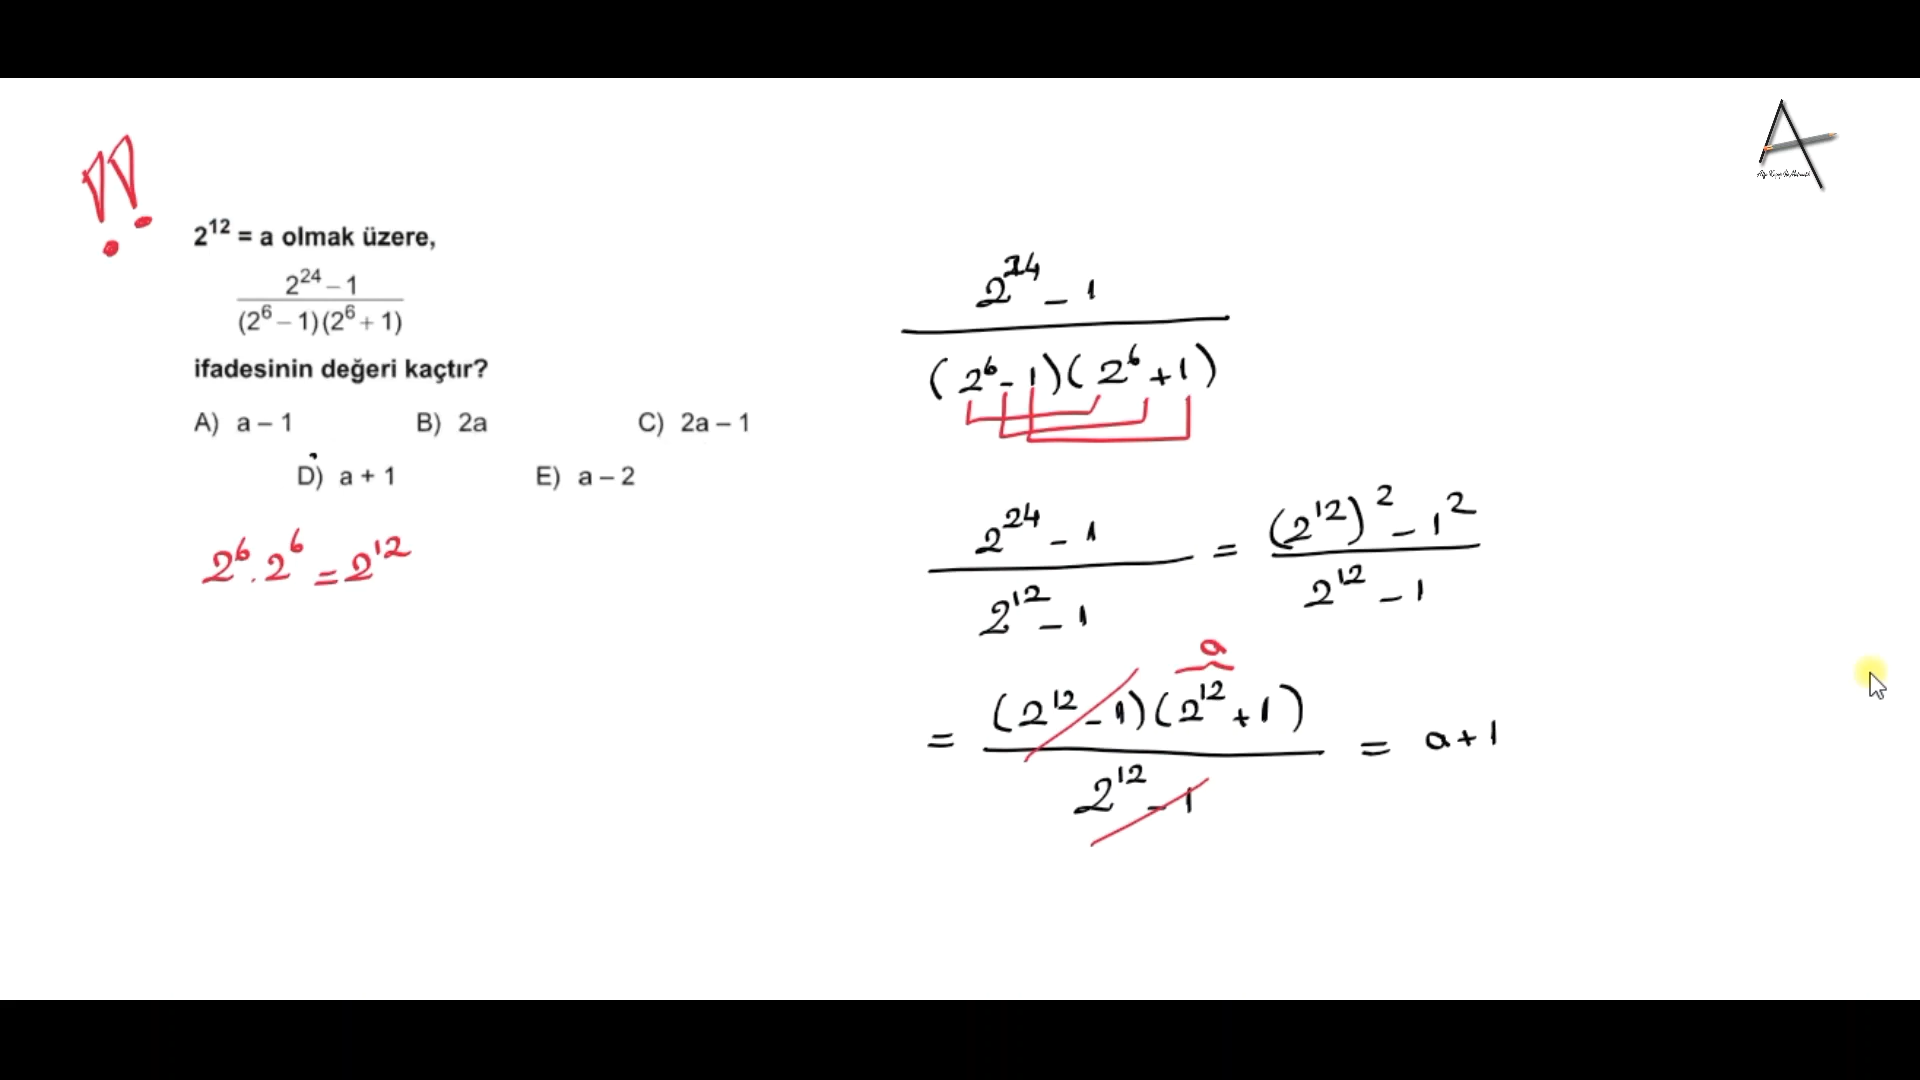 !!
2^12 = a olmak üzere,
2^24 – 1
(2^6 – 1)(2^6 + 1)
ifadesinin değeri kaçtır?
A) a – 1 B) 2a C) 2a – 1
D) a + 1 E) a – 2
2^6 . 2^6 = 2^12
2^24 - 1
(2^6 - 1)(2^6 + 1)
2^24 - 1 = (2^12)^2 - 1^2
2^12 - 1 2^12 - 1
a
= (2^12 - 1)(2^12 + 1) = a + 1
2^12 - 1